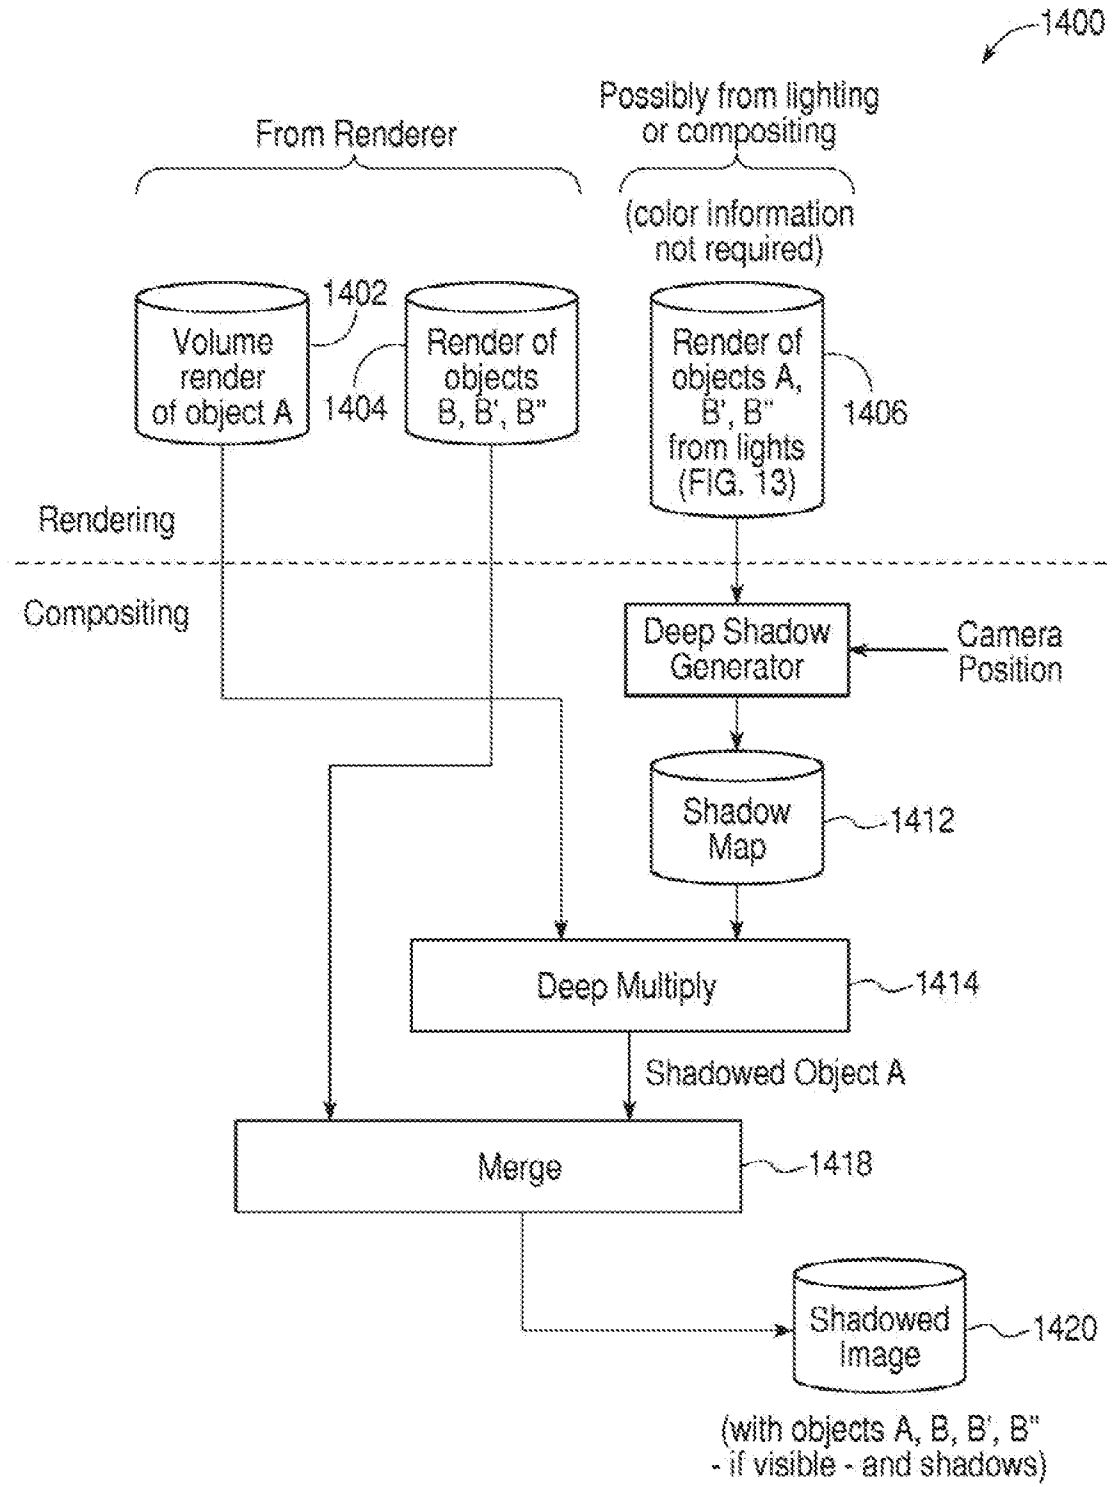 1400
From Renderer
Possibly from lighting
or compositing
(color information
not required)
Volume
render
of object A
1402
1404
Render of
objects
B, B', B"
Render of
objects A,
B', B"
from lights
(FIG. 13)
1406
Rendering
Compositing
Deep Shadow
Generator
Camera
Position
Shadow
Map
1412
Deep Multiply
1414
Shadowed Object A
Merge
1418
Shadowed
Image
1420
(with objects A, B, B', B"
- if visible - and shadows)